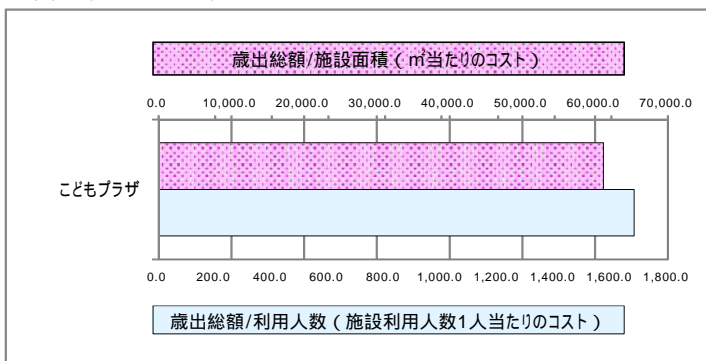 歳出総額/施設面積（㎡当たりのコスト）
0.0 10,000.0 20,000.0 30,000.0 40,000.0 50,000.0 60,000.0 70,000.0
こどもプラザ
0.0 200.0 400.0 600.0 800.0 1,000.0 1,200.0 1,400.0 1,600.0 1,800.0
歳出総額/利用人数（施設利用人数1人当たりのコスト）